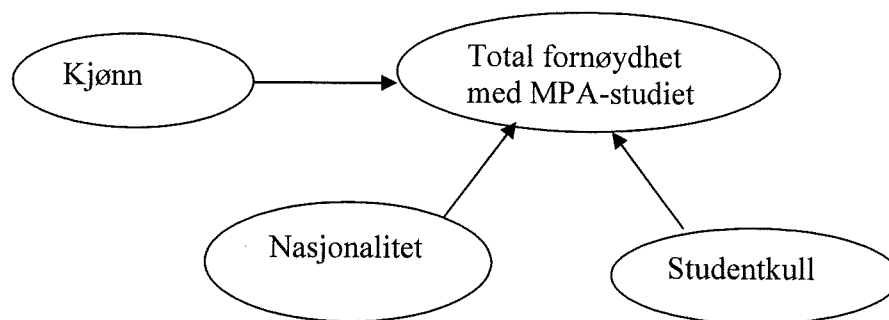 Kjønn
Total fornøydhet
med MPA-studiet
Nasjonalitet
Studentkull